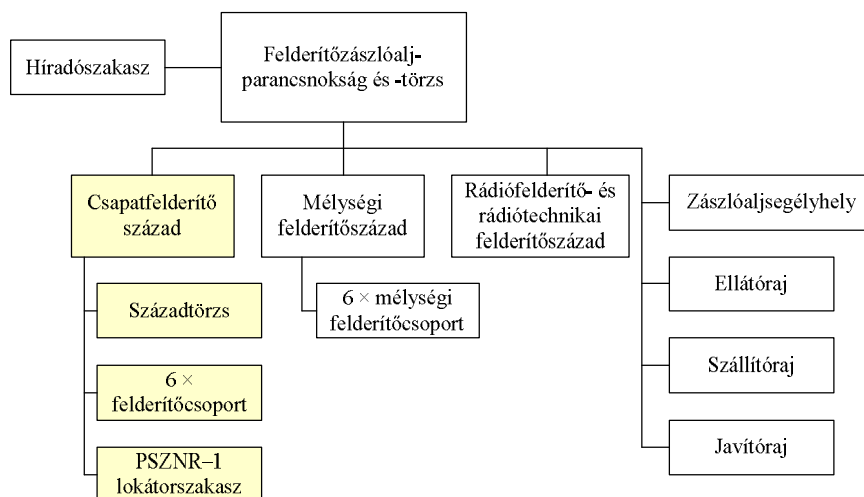 Felderítőzászlóalj-
parancsnokság és -törzs
Híradószakasz
Csapatfelderítő
század
Mélységi
felderítőszázad
Rádiófelderítő- és
rádiótechnikai
felderítőszázad
Zászlóaljsegélyhely
Századtörzs
6 × mélységi
felderítőcsoport
Ellátóraj
6 ×
felderítőcsoport
Szállítóraj
PSZNR–1
lokátorszakasz
Javítóraj